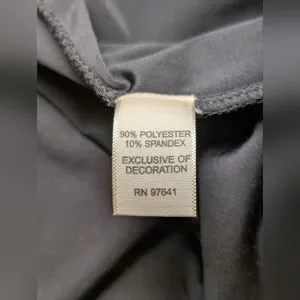 90% POLYESTER
10% SPANDEX
EXCLUSIVE OF
DECORATION
RN 97641